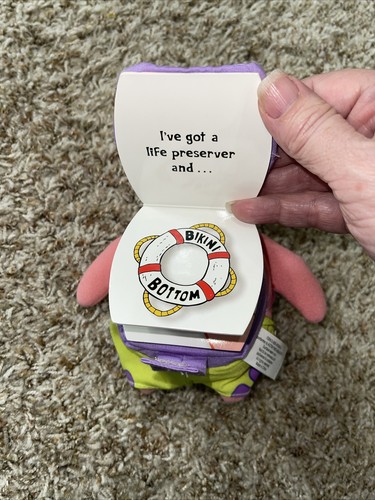 I've got a
life preserver
and ...
BIKINI
BOTTOM